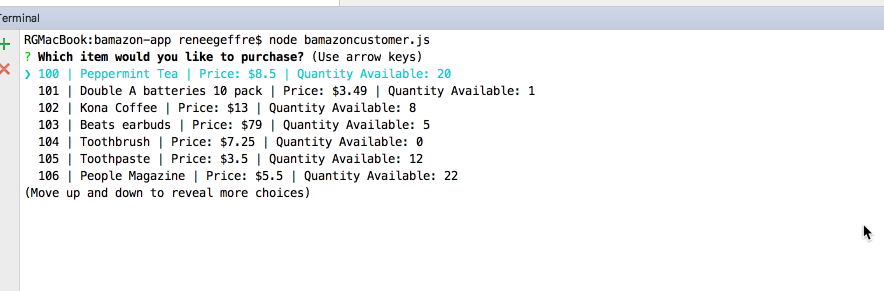 Terminal
RGMacBook:bamazon-app reneegeffre$ node bamazoncustomer.js
? Which item would you like to purchase? (Use arrow keys)
❯ 100 | Peppermint Tea | Price: $8.5 | Quantity Available: 20
101 | Double A batteries 10 pack | Price: $3.49 | Quantity Available: 1
102 | Kona Coffee | Price: $13 | Quantity Available: 8
103 | Beats earbuds | Price: $79 | Quantity Available: 5
104 | Toothbrush | Price: $7.25 | Quantity Available: 0
105 | Toothpaste | Price: $3.5 | Quantity Available: 12
106 | People Magazine | Price: $5.5 | Quantity Available: 22
(Move up and down to reveal more choices)